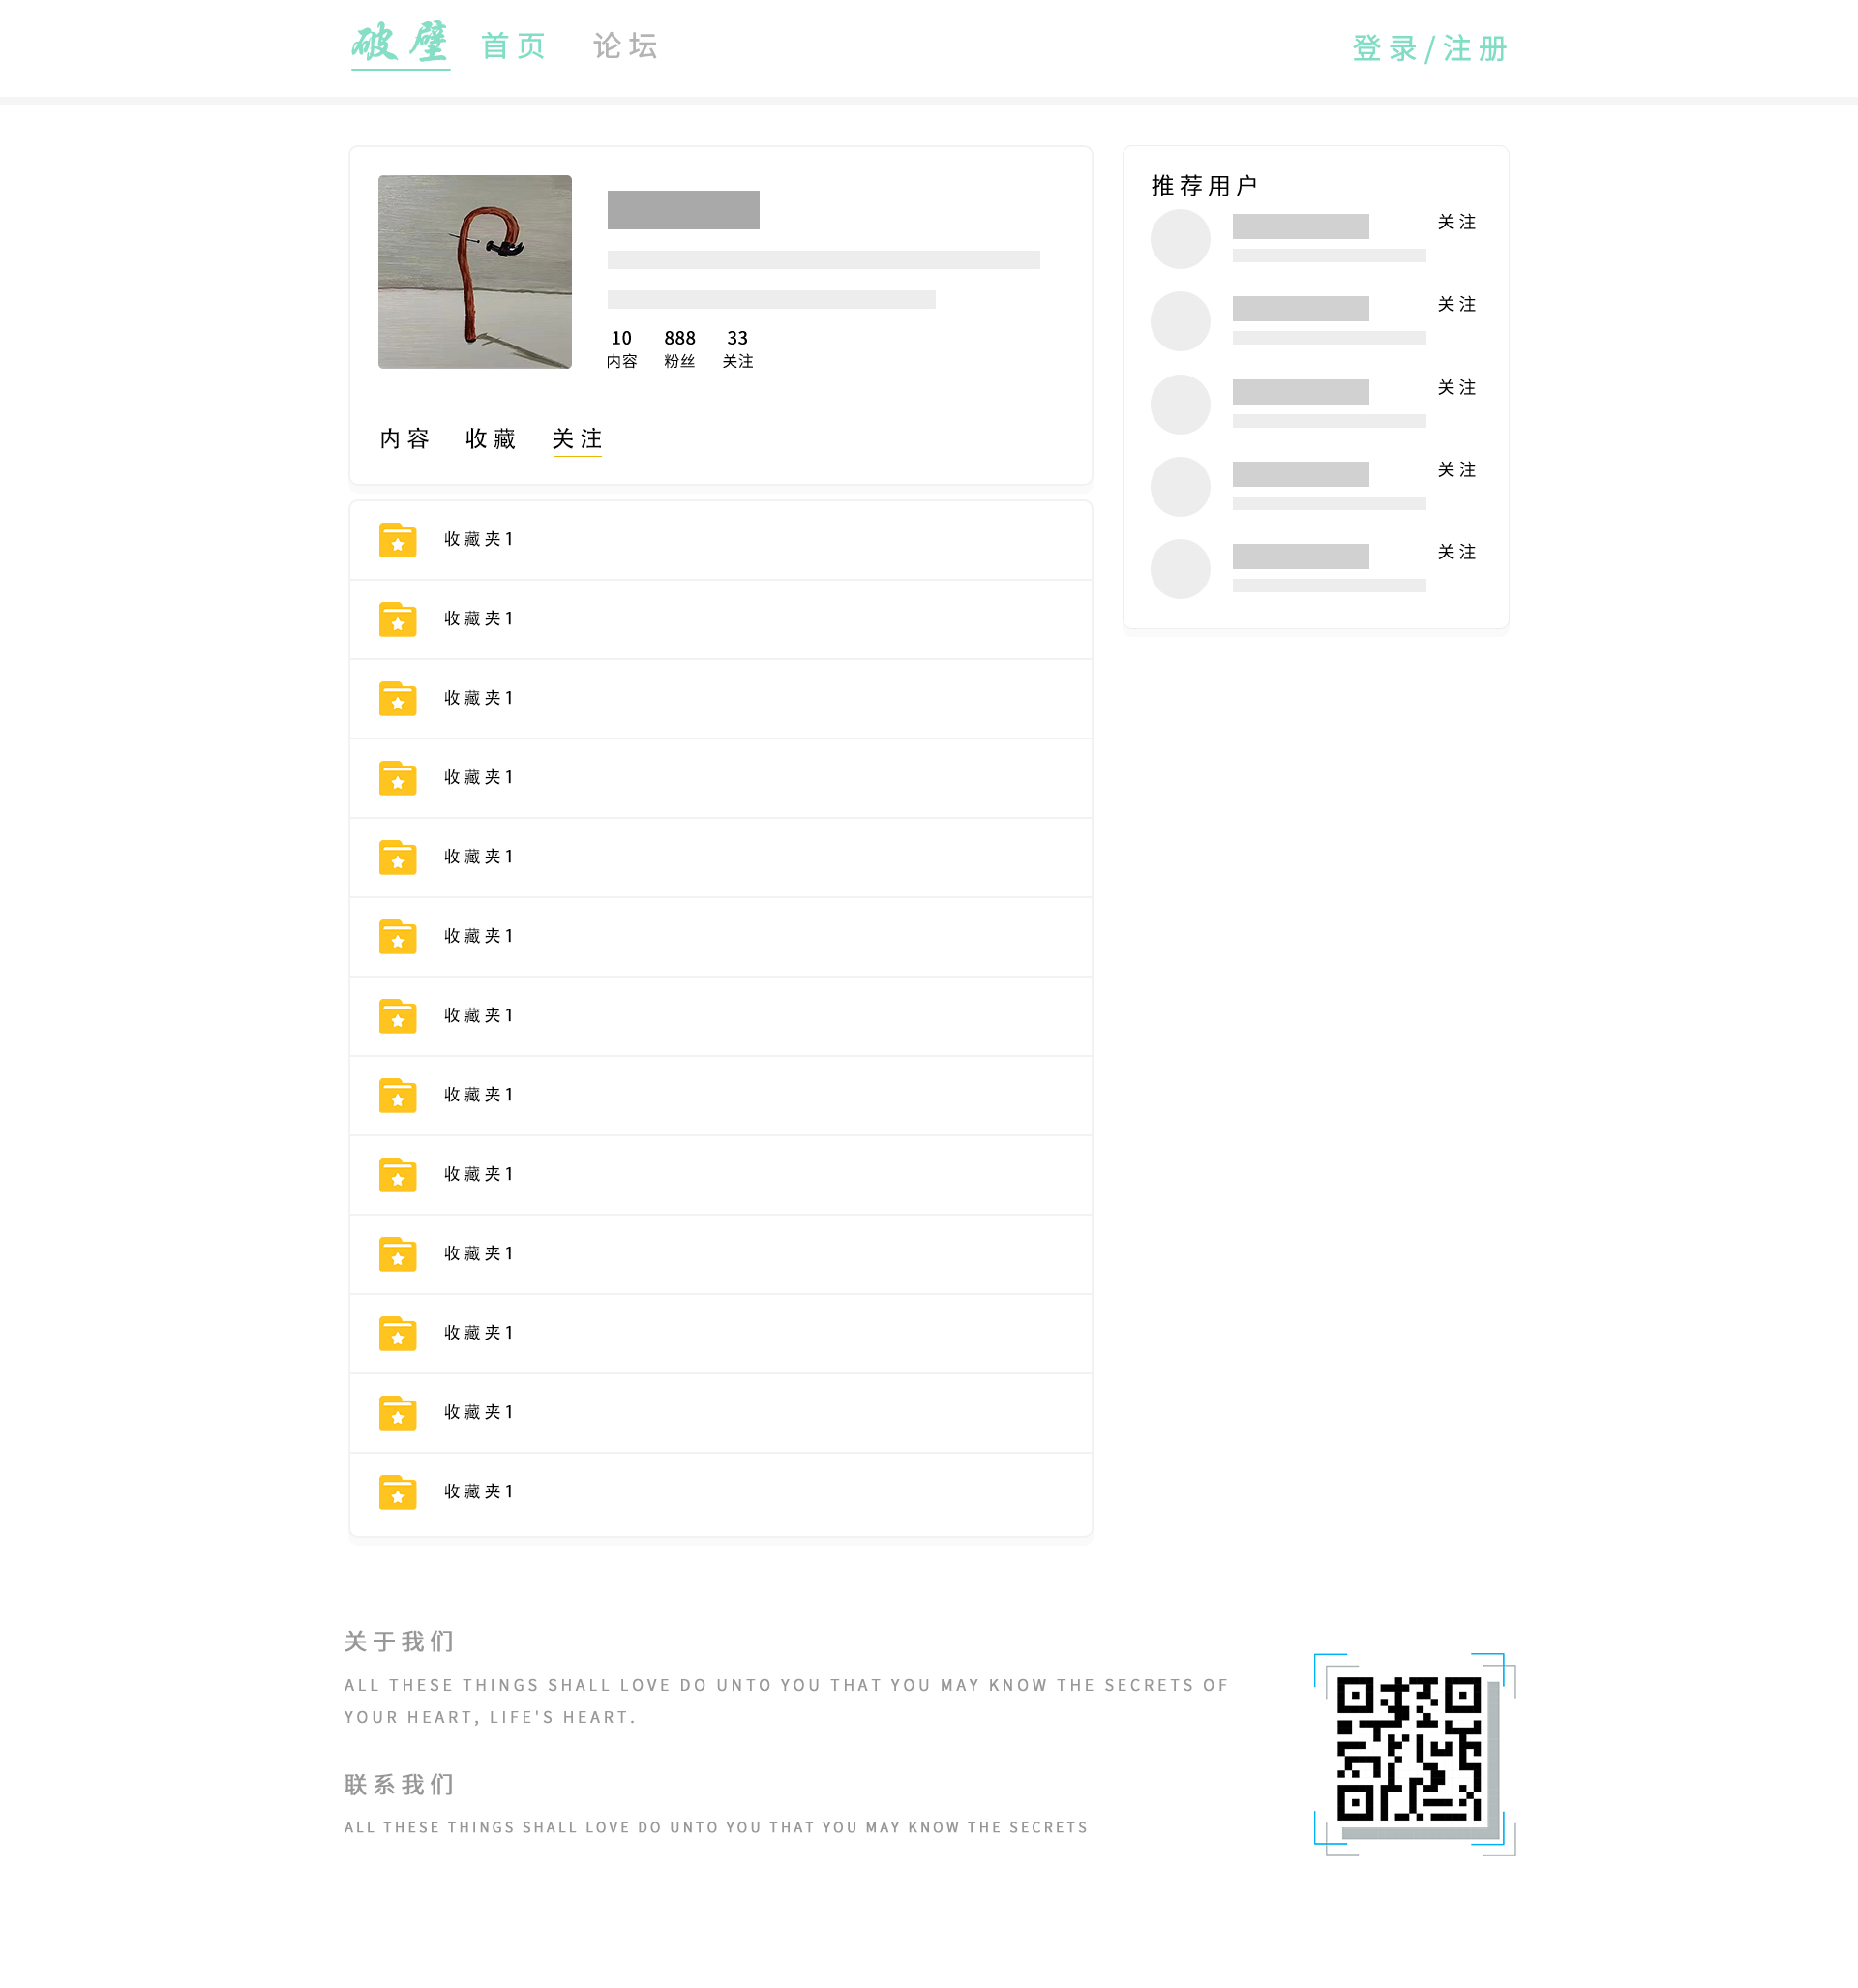 破壁 首页 论坛 登录/注册
10 888 33
内容 粉丝 关注
内容 收藏 关注
收藏夹1
收藏夹1
收藏夹1
收藏夹1
收藏夹1
收藏夹1
收藏夹1
收藏夹1
收藏夹1
收藏夹1
收藏夹1
收藏夹1
收藏夹1
推荐用户
关注
关注
关注
关注
关注
关于我们
ALL THESE THINGS SHALL LOVE DO UNTO YOU THAT YOU MAY KNOW THE SECRETS OF
YOUR HEART, LIFE'S HEART.
联系我们
ALL THESE THINGS SHALL LOVE DO UNTO YOU THAT YOU MAY KNOW THE SECRETS